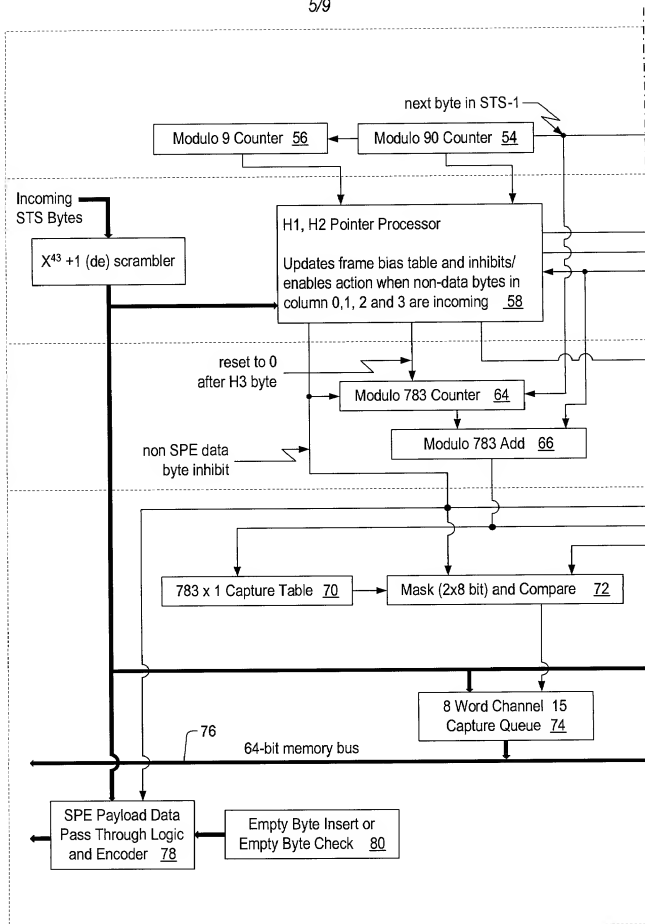 5/9
next byte in STS-1
Modulo 9 Counter 56
Modulo 90 Counter 54
Incoming
STS Bytes
X⁴³ +1 (de) scrambler
H1, H2 Pointer Processor
Updates frame bias table and inhibits/
enables action when non-data bytes in
column 0,1, 2 and 3 are incoming 58
reset to 0
after H3 byte
Modulo 783 Counter 64
Modulo 783 Add 66
non SPE data
byte inhibit
783 x 1 Capture Table 70
Mask (2x8 bit) and Compare 72
8 Word Channel 15
Capture Queue 74
76
64-bit memory bus
SPE Payload Data
Pass Through Logic
and Encoder 78
Empty Byte Insert or
Empty Byte Check 80